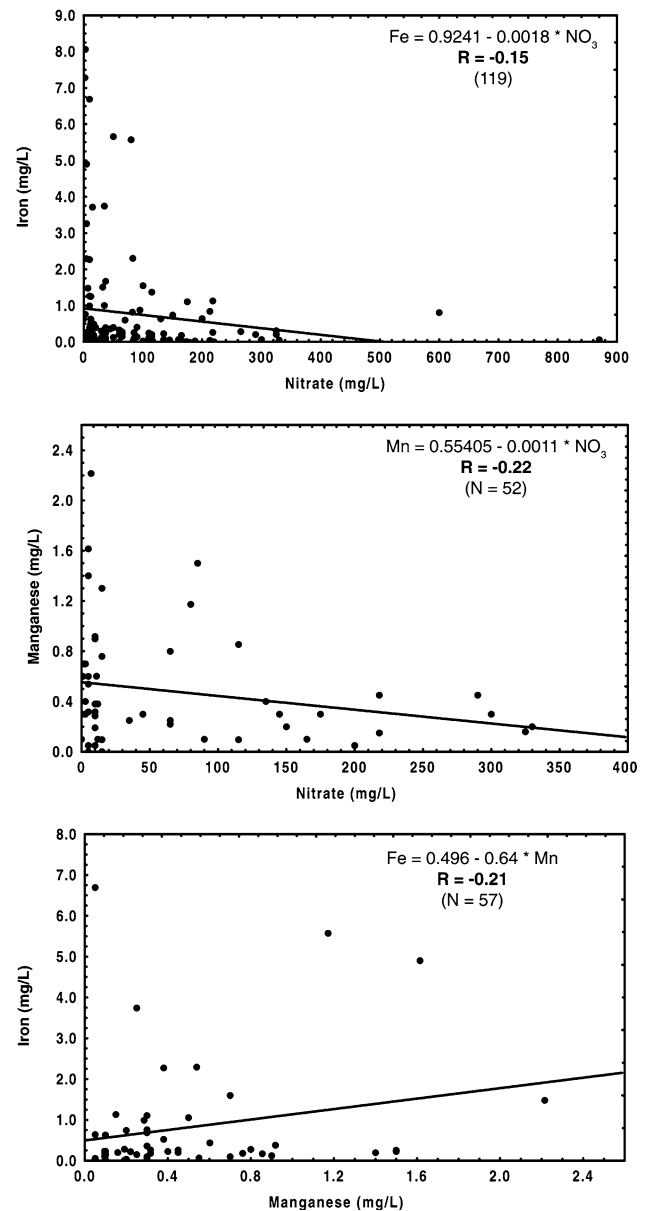 Fe = 0.9241 - 0.0018 * NO3
R = -0.15
(119)
9.0
8.0
7.0
6.0
5.0
4.0
3.0
2.0
1.0
0.0
Iron (mg/L)
0 100 200 300 400 500 600 700 800 900
Nitrate (mg/L)
Mn = 0.55405 - 0.0011 * NO3
R = -0.22
(N = 52)
2.4
2.0
1.6
1.2
0.8
0.4
0.0
Manganese (mg/L)
0 50 100 150 200 250 300 350 400
Nitrate (mg/L)
Fe = 0.496 - 0.64 * Mn
R = -0.21
(N = 57)
8.0
7.0
6.0
5.0
4.0
3.0
2.0
1.0
0.0
Iron (mg/L)
0.0 0.4 0.8 1.2 1.6 2.0 2.4
Manganese (mg/L)